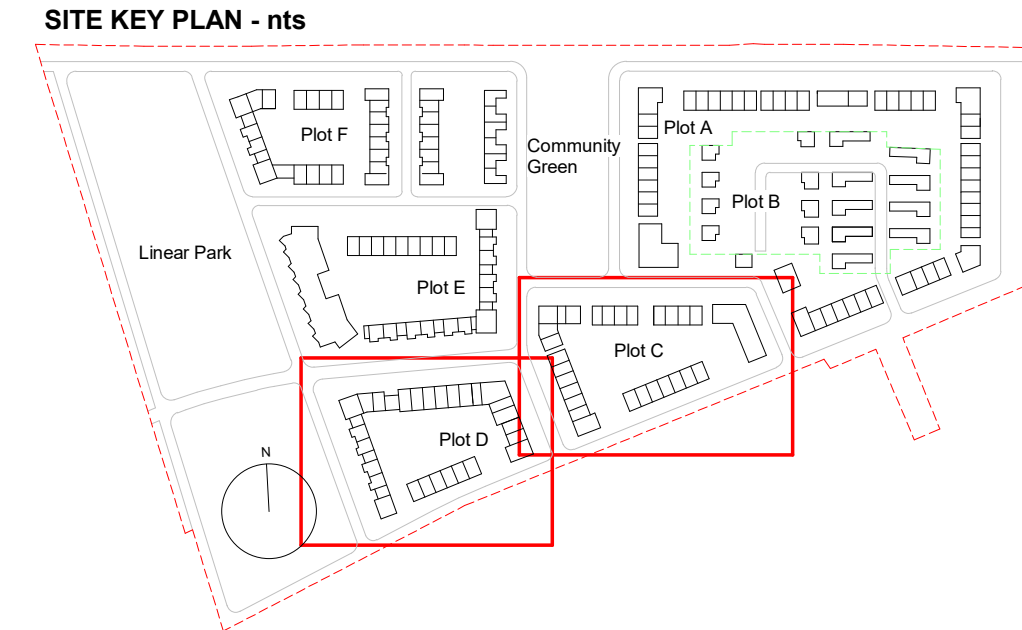 SITE KEY PLAN - nts
Plot F
Plot A
Community
Green
Plot B
Linear Park
Plot E
Plot C
Plot D
N